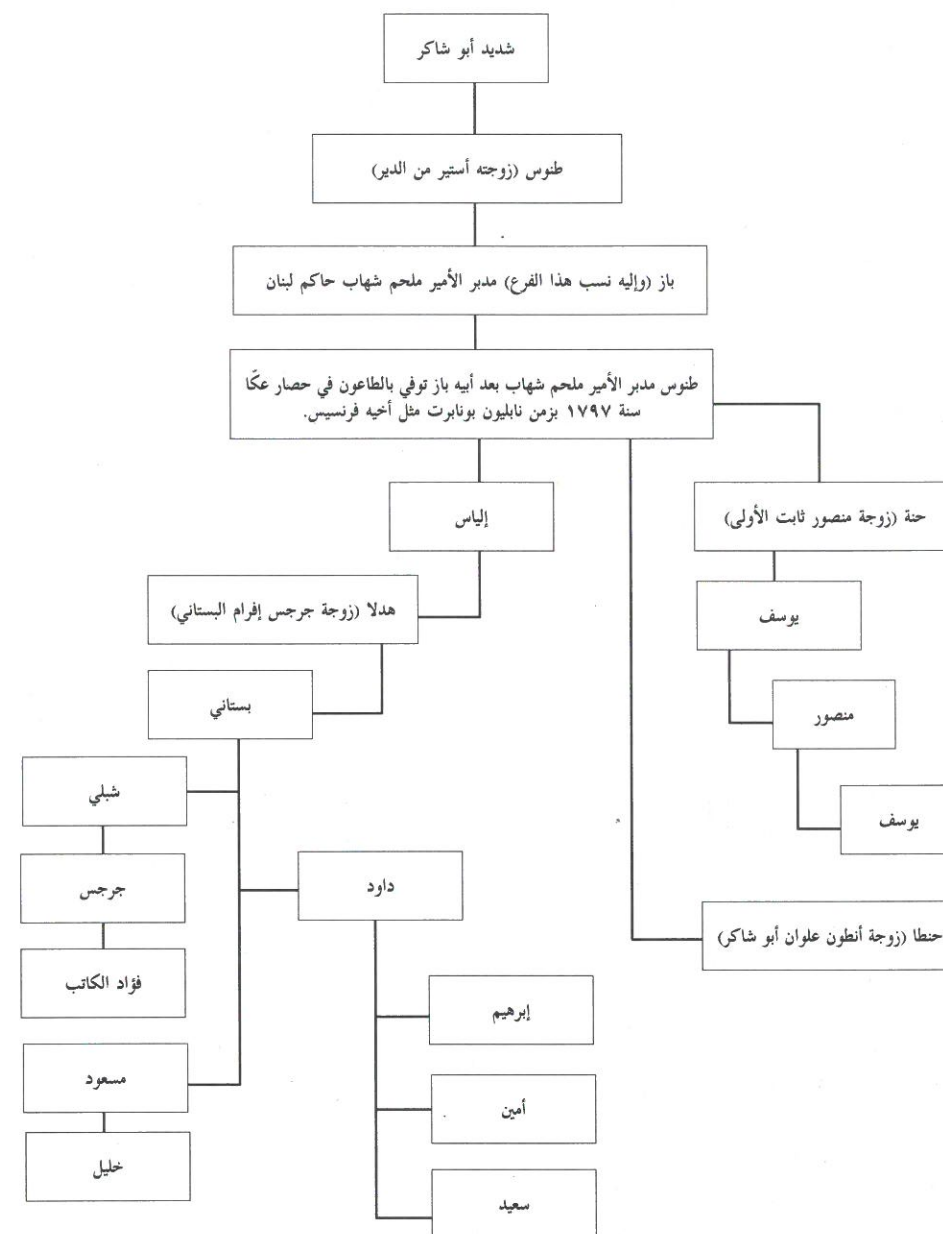 شديد أبو شاكر
طنوس (زوجته أستير من الدير)
باز (وإليه نسب هذا الفرع) مدبر الأمير ملحم شهاب حاكم لبنان
طنوس مدبر الأمير ملحم شهاب بعد أبيه باز توفي بالطاعون في حصار عكّا
سنة ١٧٩٧ بزمن نابليون بونابرت مثل أخيه فرنسيس.
حنة (زوجة منصور ثابت الأولى)
يوسف
منصور
يوسف
حنطا (زوجة أنطون علوان أبو شاكر)
إلياس
هدلا (زوجة جرجس إفرام البستاني)
بستاني
شبلي
جرجس
فؤاد الكاتب
داود
إبرهيم
أمين
سعيد
مسعود
خليل